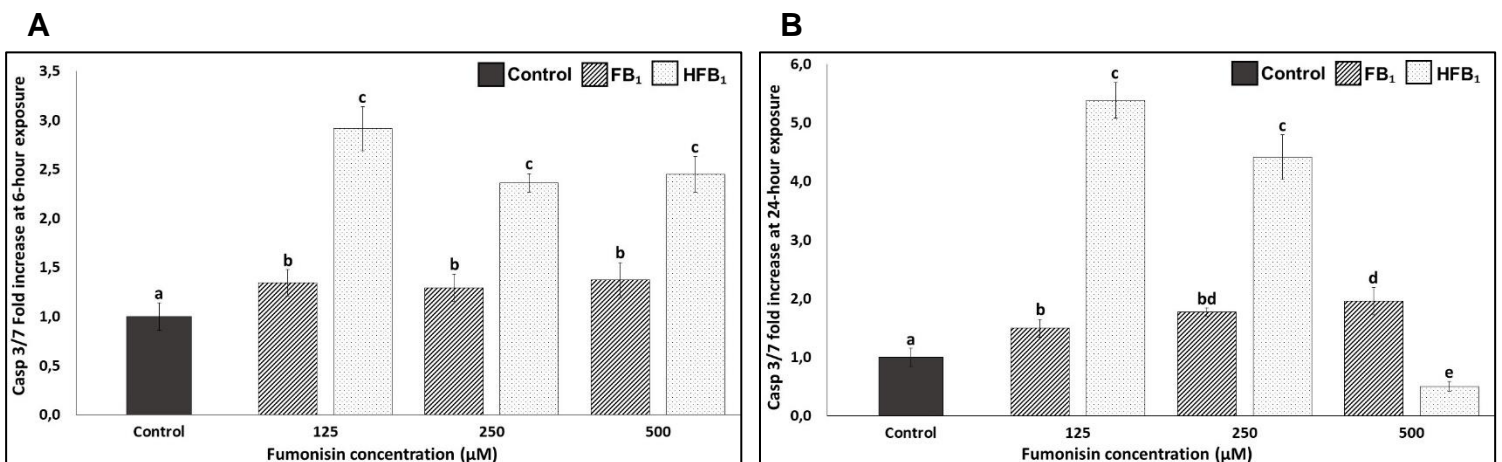 A
Casp 3/7 Fold increase at 6-hour exposure
3,5
3,0
2,5
2,0
1,5
1,0
0,5
0,0
Control FB₁ HFB₁
a
b
c
b
c
b
c
Control 125 250 500
Fumonisin concentration (µM)
B
Casp 3/7 fold increase at 24-hour exposure
6,0
5,0
4,0
3,0
2,0
1,0
0,0
Control FB₁ HFB₁
a
b
c
bd
c
d
e
Control 125 250 500
Fumonisin concentration (µM)